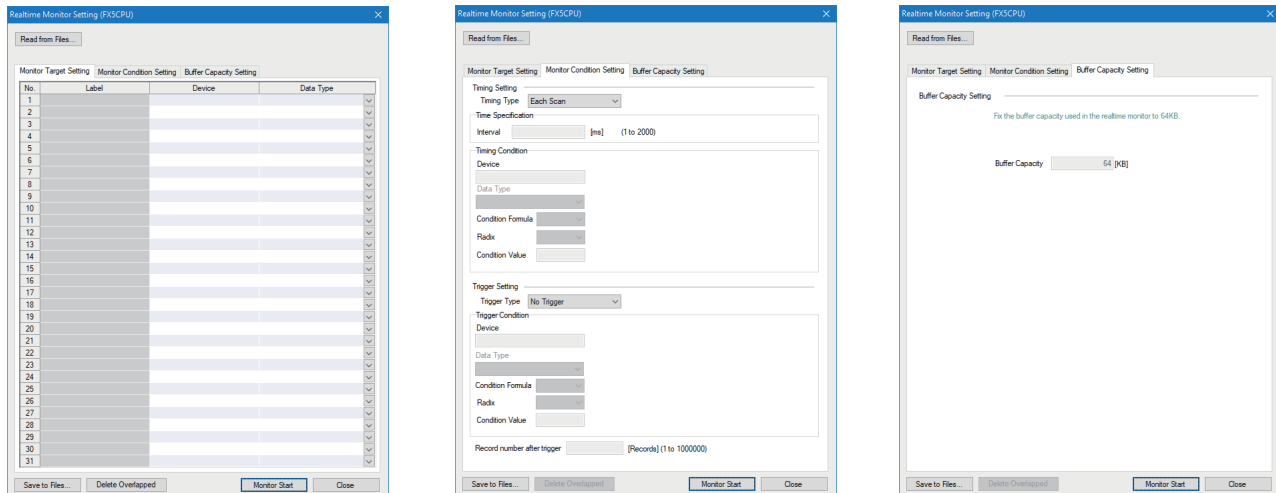 Realtime Monitor Setting (FX5CPU)
Read from Files...
Monitor Target Setting Monitor Condition Setting Buffer Capacity Setting
No. Label Device Data Type
1
2
3
4
5
6
7
8
9
10
11
12
13
14
15
16
17
18
19
20
21
22
23
24
25
26
27
28
29
30
31
Save to Files... Delete Overlapped Monitor Start Close
Realtime Monitor Setting (FX5CPU)
Read from Files...
Monitor Target Setting Monitor Condition Setting Buffer Capacity Setting
Timing Setting
Timing Type Each Scan
Time Specification
Interval [ms] (1 to 2000)
Timing Condition
Device
Data Type
Condition Formula
Radix
Condition Value
Trigger Setting
Trigger Type No Trigger
Trigger Condition
Device
Data Type
Condition Formula
Radix
Condition Value
Record number after trigger [Records] (1 to 1000000)
Save to Files... Delete Overlapped Monitor Start Close
Realtime Monitor Setting (FX5CPU)
Read from Files...
Monitor Target Setting Monitor Condition Setting Buffer Capacity Setting
Buffer Capacity Setting
Fix the buffer capacity used in the realtime monitor to 64KB.
Buffer Capacity 64 [KB]
Save to Files... Delete Overlapped Monitor Start Close